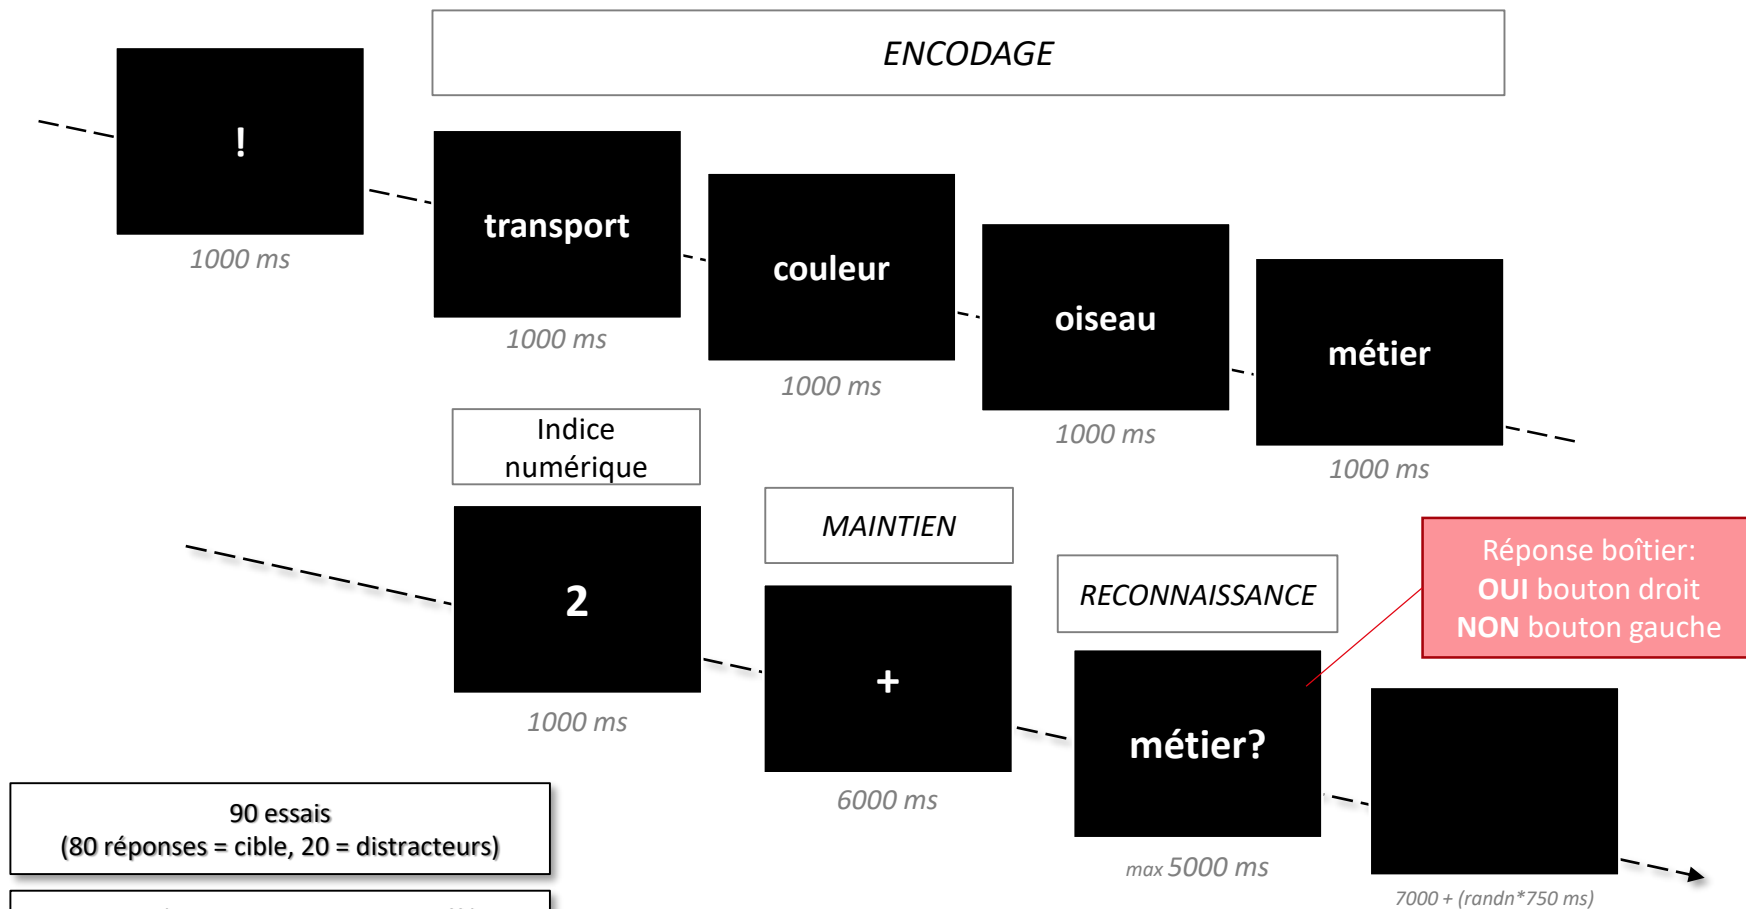 ENCODAGE
!
1000 ms
transport
1000 ms
couleur
1000 ms
oiseau
1000 ms
métier
1000 ms
Indice
numérique
2
1000 ms
MAINTIEN
+
6000 ms
RECONNAISSANCE
métier?
max 5000 ms
Réponse boîtier:
OUI bouton droit
NON bouton gauche
7000 + (randn*750 ms)
90 essais
(80 réponses = cible, 20 = distracteurs)